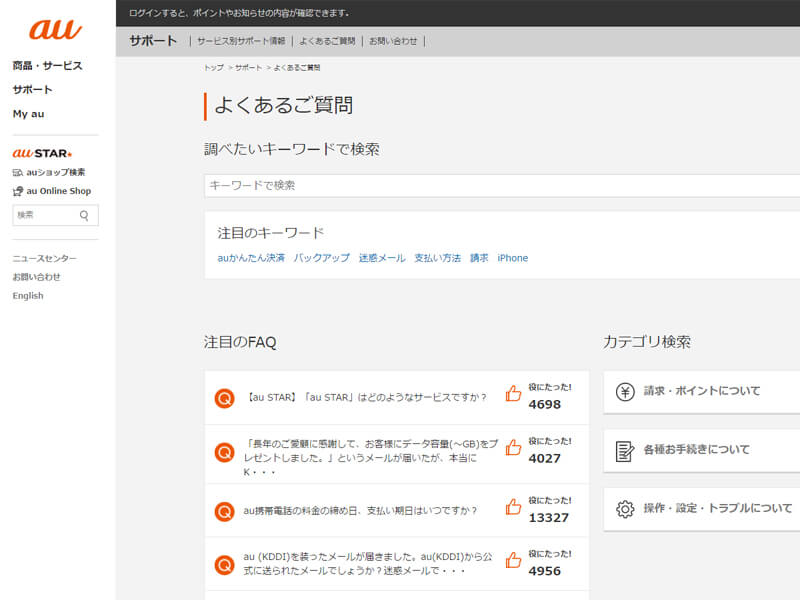 au
商品・サービス
サポート
My au
au STAR
auショップ検索
au Online Shop
検索
ニュースセンター
お問い合わせ
English
ログインすると、ポイントやお知らせの内容が確認できます。
サポート | サービス別サポート情報 | よくあるご質問 | お問い合わせ |
トップ > サポート > よくあるご質問
よくあるご質問
調べたいキーワードで検索
キーワードで検索
注目のキーワード
auかんたん決済 バックアップ 迷惑メール 支払い方法 請求 iPhone
注目のFAQ
Q 【au STAR】「au STAR」はどのようなサービスですか？
役にたった!
4698
Q 「長年のご愛顧に感謝して、お客様にデータ容量(～GB)をプ
レゼントしました。」というメールが届いたが、本当に
K・・・
役にたった!
4027
Q au携帯電話の料金の締め日、支払い期日はいつですか？
役にたった!
13327
Q au (KDDI)を装ったメールが届きました。au(KDDI)から公
式に送られたメールでしょうか？迷惑メールで・・・
役にたった!
4956
カテゴリ検索
請求・ポイントについて
各種お手続きについて
操作・設定・トラブルについて